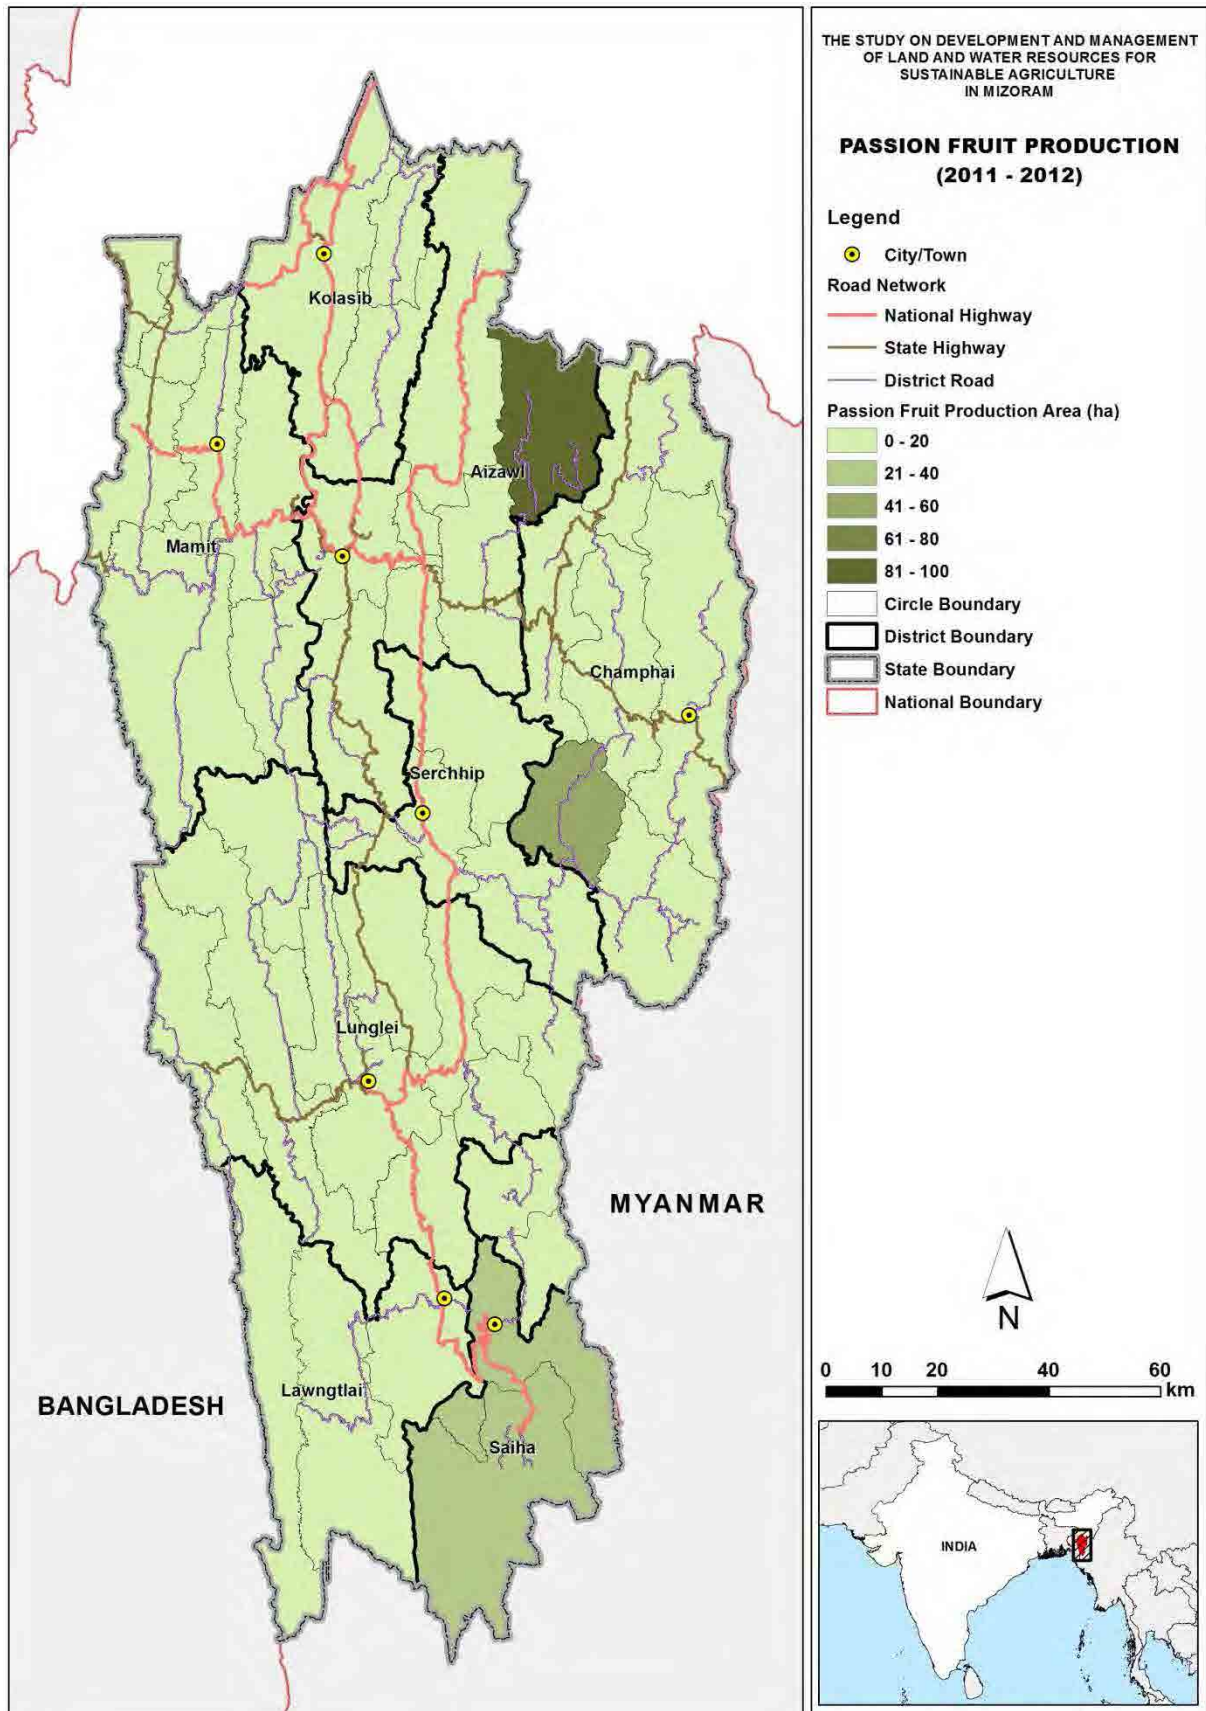 THE STUDY ON DEVELOPMENT AND MANAGEMENT
OF LAND AND WATER RESOURCES FOR
SUSTAINABLE AGRICULTURE
IN MIZORAM
PASSION FRUIT PRODUCTION
(2011 - 2012)
Legend
City/Town
Road Network
National Highway
State Highway
District Road
Passion Fruit Production Area (ha)
0 - 20
21 - 40
41 - 60
61 - 80
81 - 100
Circle Boundary
District Boundary
State Boundary
National Boundary
Kolasib
Aizawl
Mamit
Champhai
Serchhip
Lunglei
MYANMAR
Lawngtlai
BANGLADESH
Saiha
N
0 10 20 40 60
km
INDIA